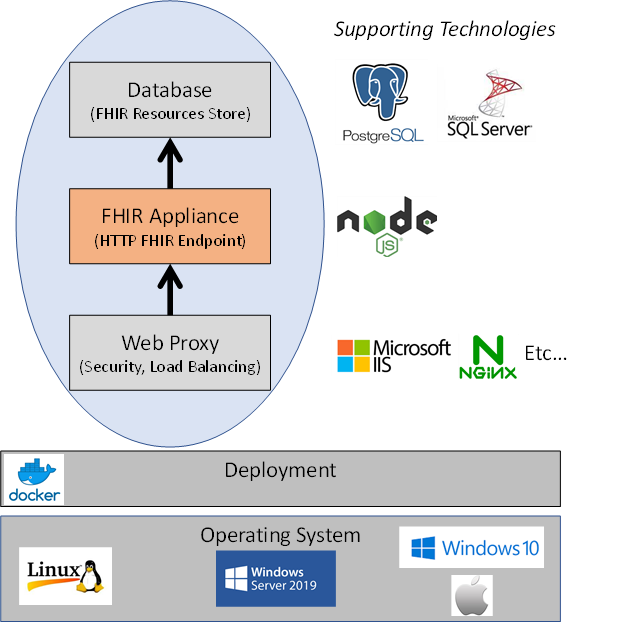 Supporting Technologies
Database
(FHIR Resources Store)
PostgreSQL
Microsoft®
SQL Server®
FHIR Appliance
(HTTP FHIR Endpoint)
node
JS®
Web Proxy
(Security, Load Balancing)
Microsoft
IIS
N
NGiNX
Etc...
Deployment
docker
Operating System
Linux
Windows
Server 2019
Windows 10